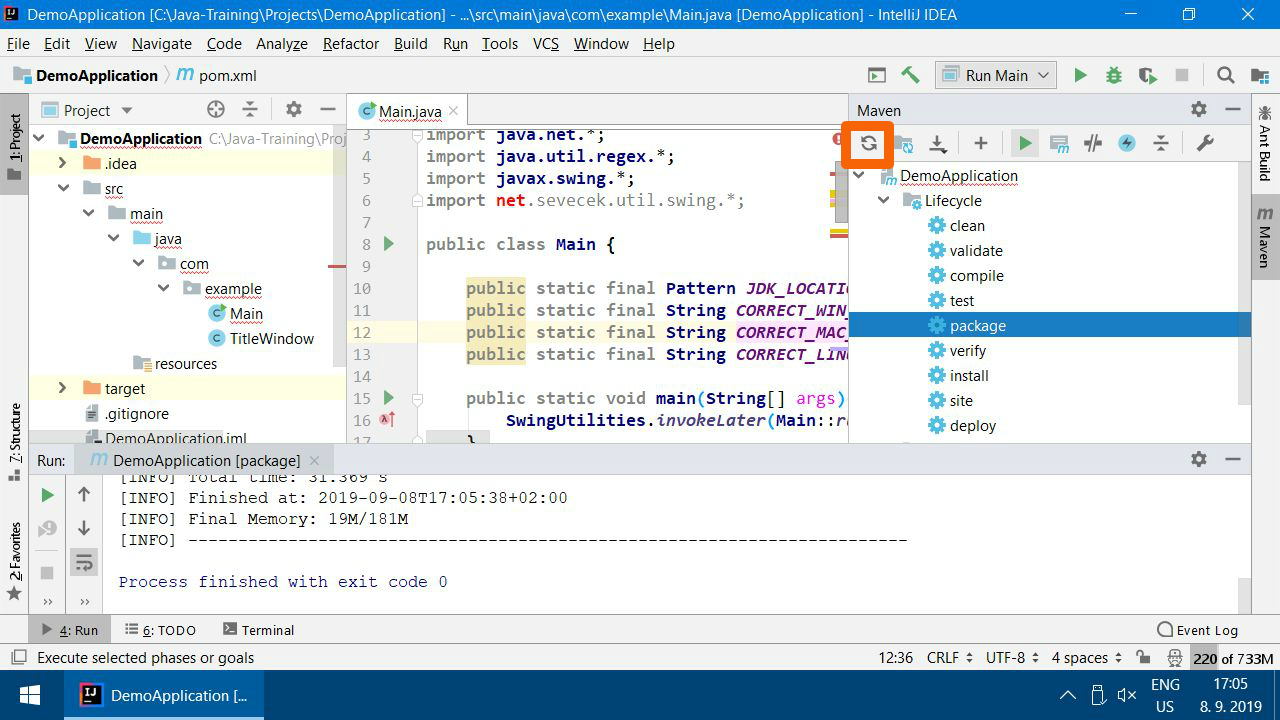 DemoApplication [C:\Java-Training\Projects\DemoApplication] - ...\src\main\java\com\example\Main.java [DemoApplication] - IntelliJ IDEA
File Edit View Navigate Code Analyze Refactor Build Run Tools VCS Window Help
DemoApplication pom.xml Run Main
Project Main.java Maven
1: Project
7: Structure
2: Favorites
DemoApplication C:\Java-Training\Proj
.idea
src
main
java
com
example
Main
TitleWindow
resources
target
.gitignore
DemoApplication.iml
3 import java.net.*;
4 import java.util.regex.*;
5 import javax.swing.*;
6 import net.sevecek.util.swing.*;
7
8 public class Main {
9
10 public static final Pattern JDK_LOCATIO
11 public static final String CORRECT_WIN_
12 public static final String CORRECT_MAC_
13 public static final String CORRECT_LINU
14
15 public static void main(String[] args)
16 SwingUtilities.invokeLater(Main::r
17 }
DemoApplication
Lifecycle
clean
validate
compile
test
package
verify
install
site
deploy
Ant Build
Maven
Run: DemoApplication [package]
[INFO] Total time: 31.369 s
[INFO] Finished at: 2019-09-08T17:05:38+02:00
[INFO] Final Memory: 19M/181M
[INFO] ------------------------------------------------------------------------
Process finished with exit code 0
4: Run 6: TODO Terminal Event Log
Execute selected phases or goals 12:36 CRLF UTF-8 4 spaces 220 of 733M
DemoApplication [... ENG 17:05
US 8. 9. 2019